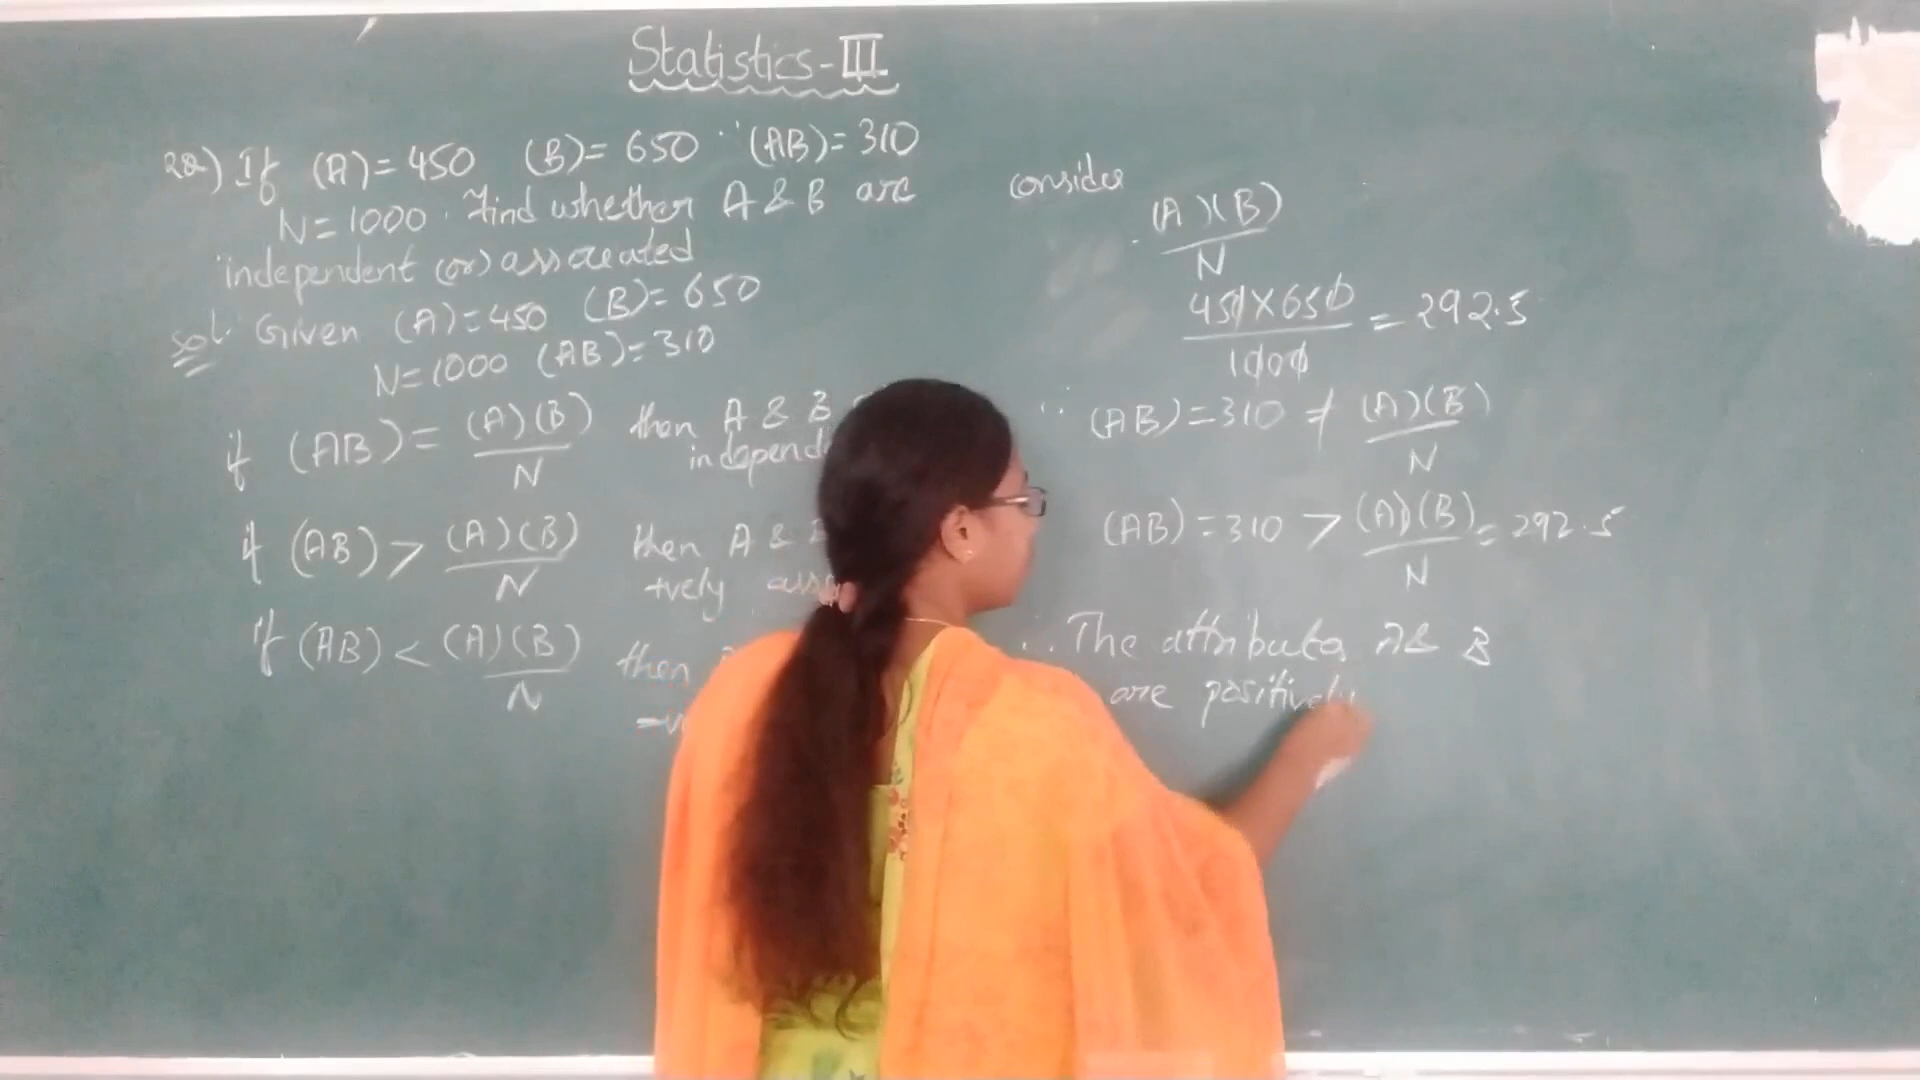 Statistics-III
22) If (A)=450 (B)=650 (AB)=310
N=1000. Find whether A & B are
independent (or) associated
Sol. Given (A)=450 (B)=650
N=1000 (AB)=310
if (AB) = (A)(B)/N then A & B
independ
if (AB) > (A)(B)/N then A &
+vely ass
if (AB) < (A)(B)/N then
consider
(A)(B)/N
450×650/1000 = 292.5
∵ (AB)=310 ≠ (A)(B)/N
(AB)=310 > (A)(B)/N = 292.5
∴ The attributes A & B
are positively